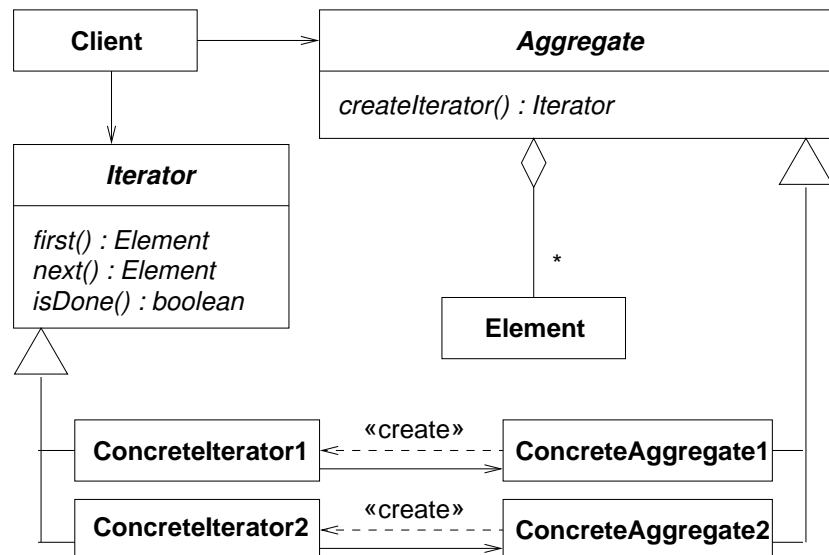 Client
Aggregate
createIterator() : Iterator
Iterator
first() : Element
next() : Element
isDone() : boolean
*
Element
«create»
ConcreteIterator1
ConcreteAggregate1
«create»
ConcreteIterator2
ConcreteAggregate2